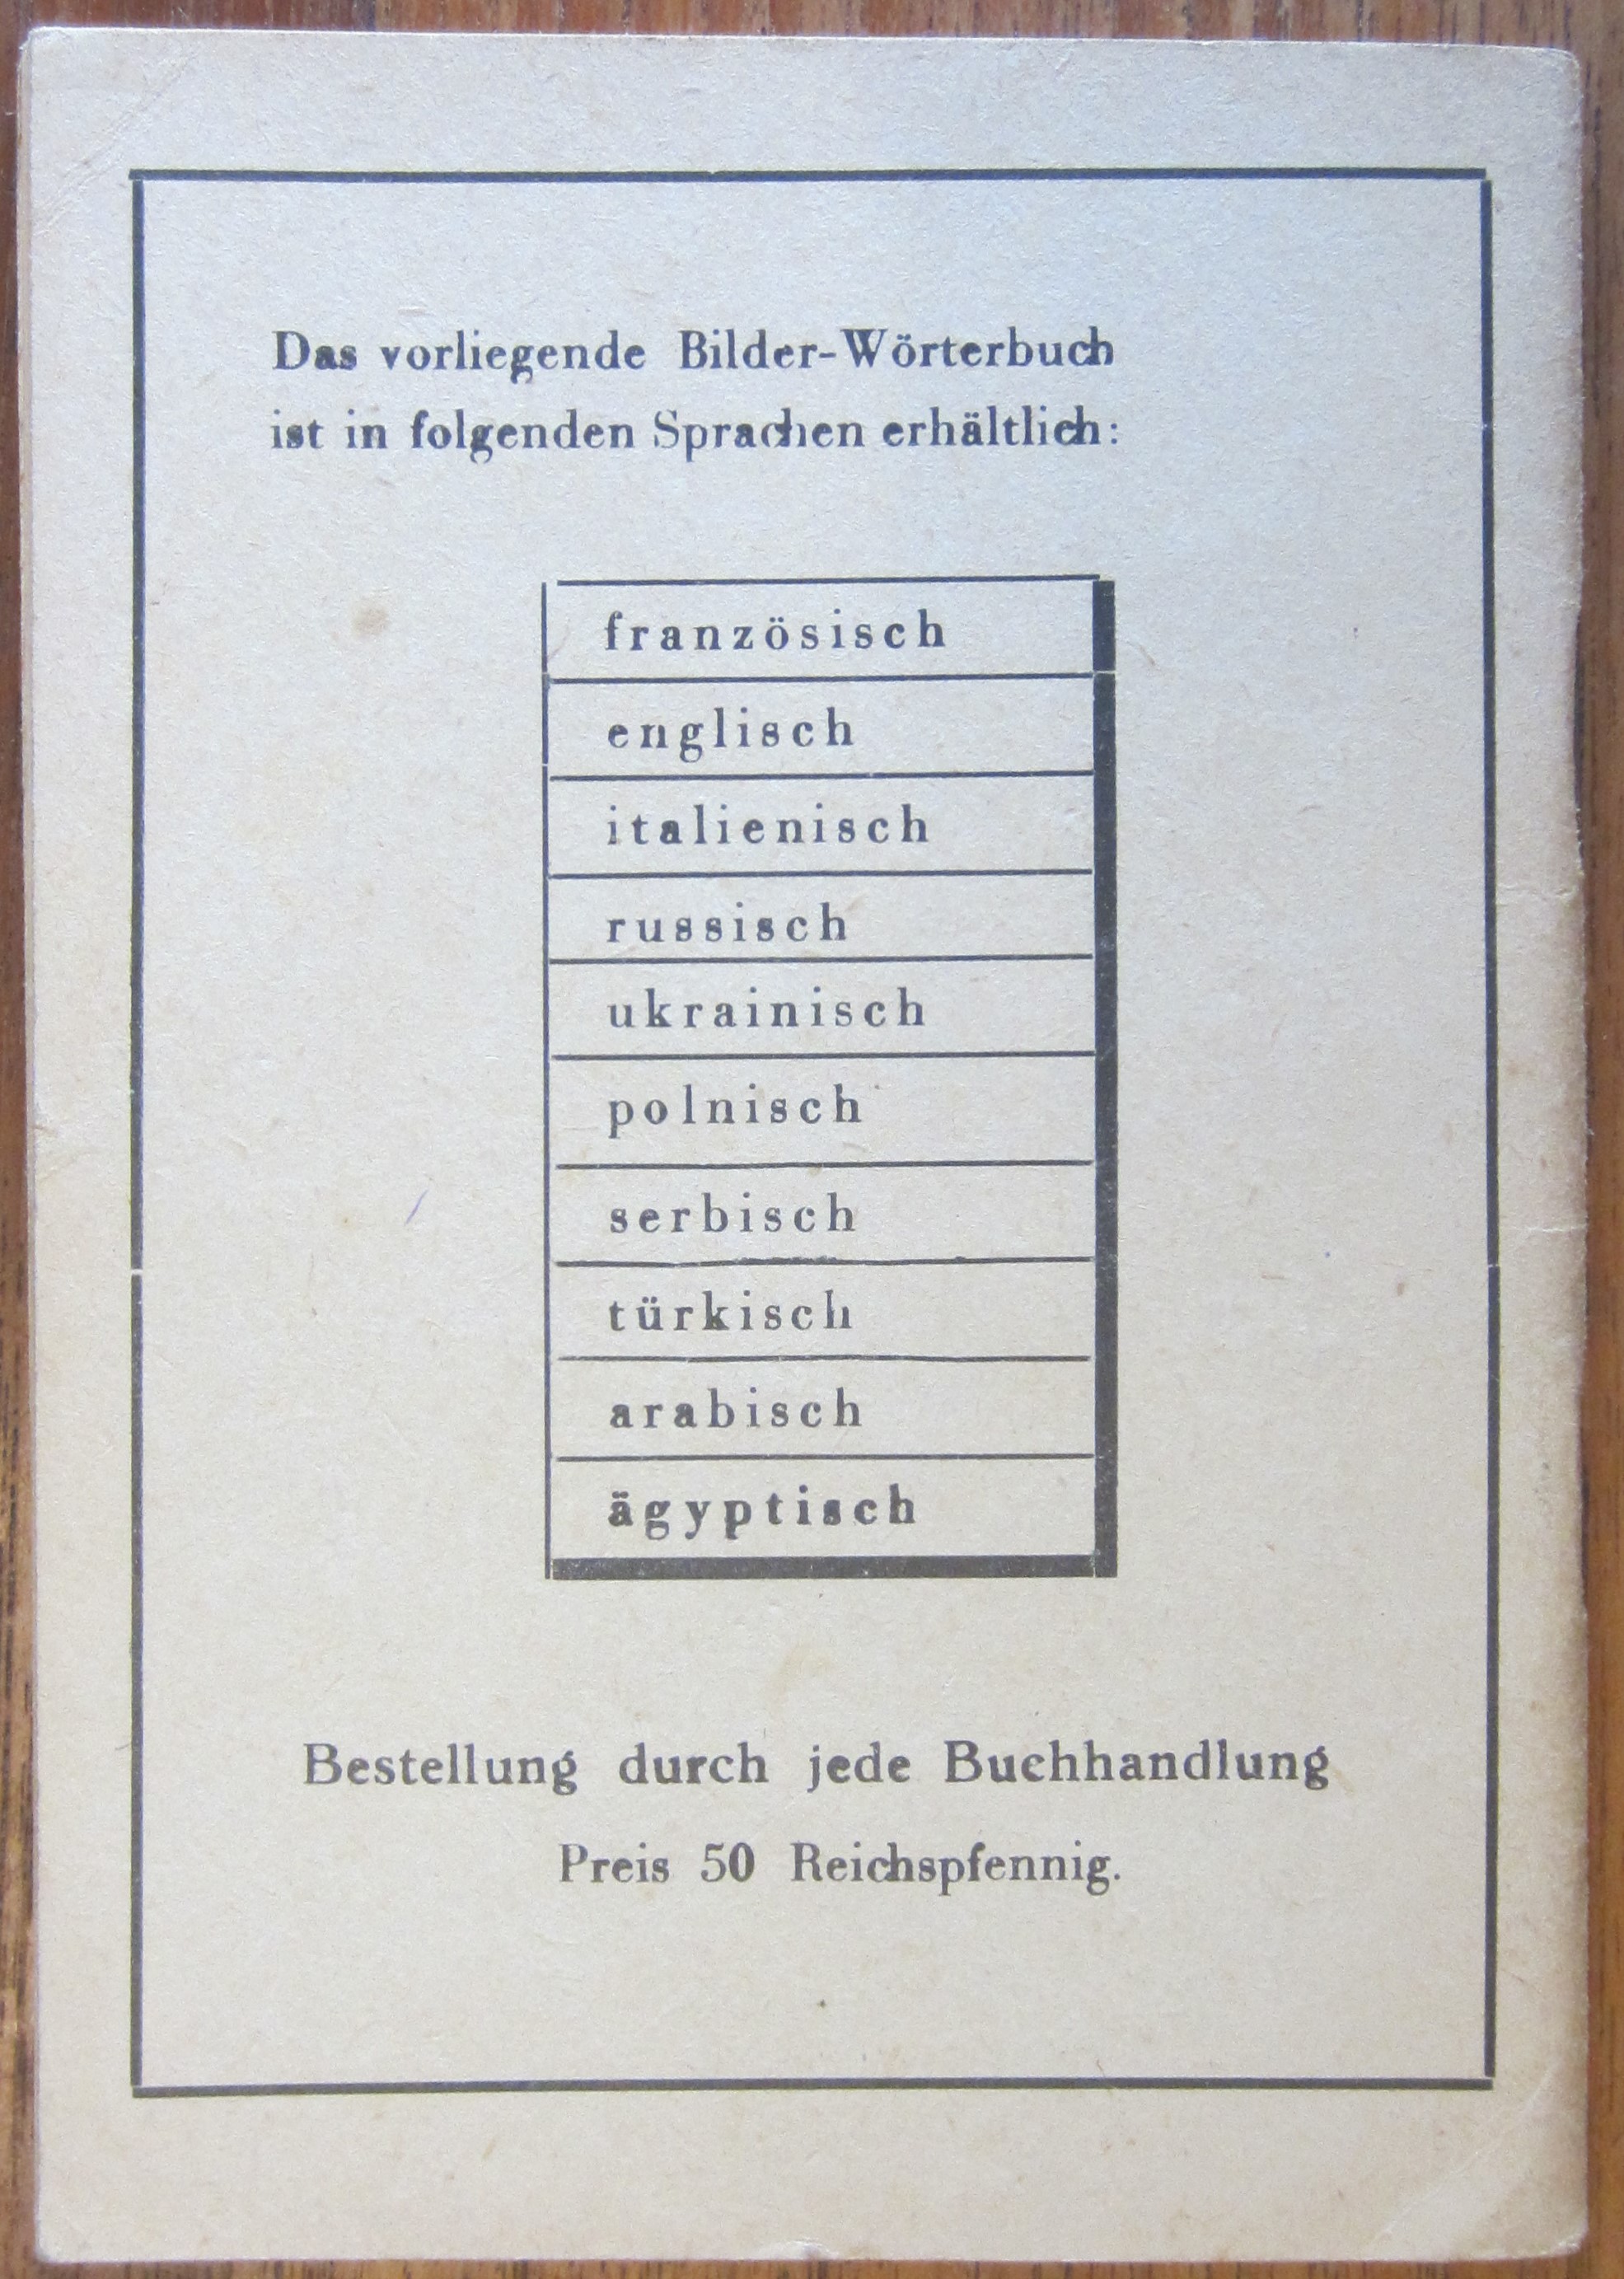 Das vorliegende Bilder-Wörterbuch
ist in folgenden Sprachen erhältlich:
französisch
englisch
italienisch
russisch
ukrainisch
polnisch
serbisch
türkisch
arabisch
ägyptisch
Bestellung durch jede Buchhandlung
Preis 50 Reichspfennig.